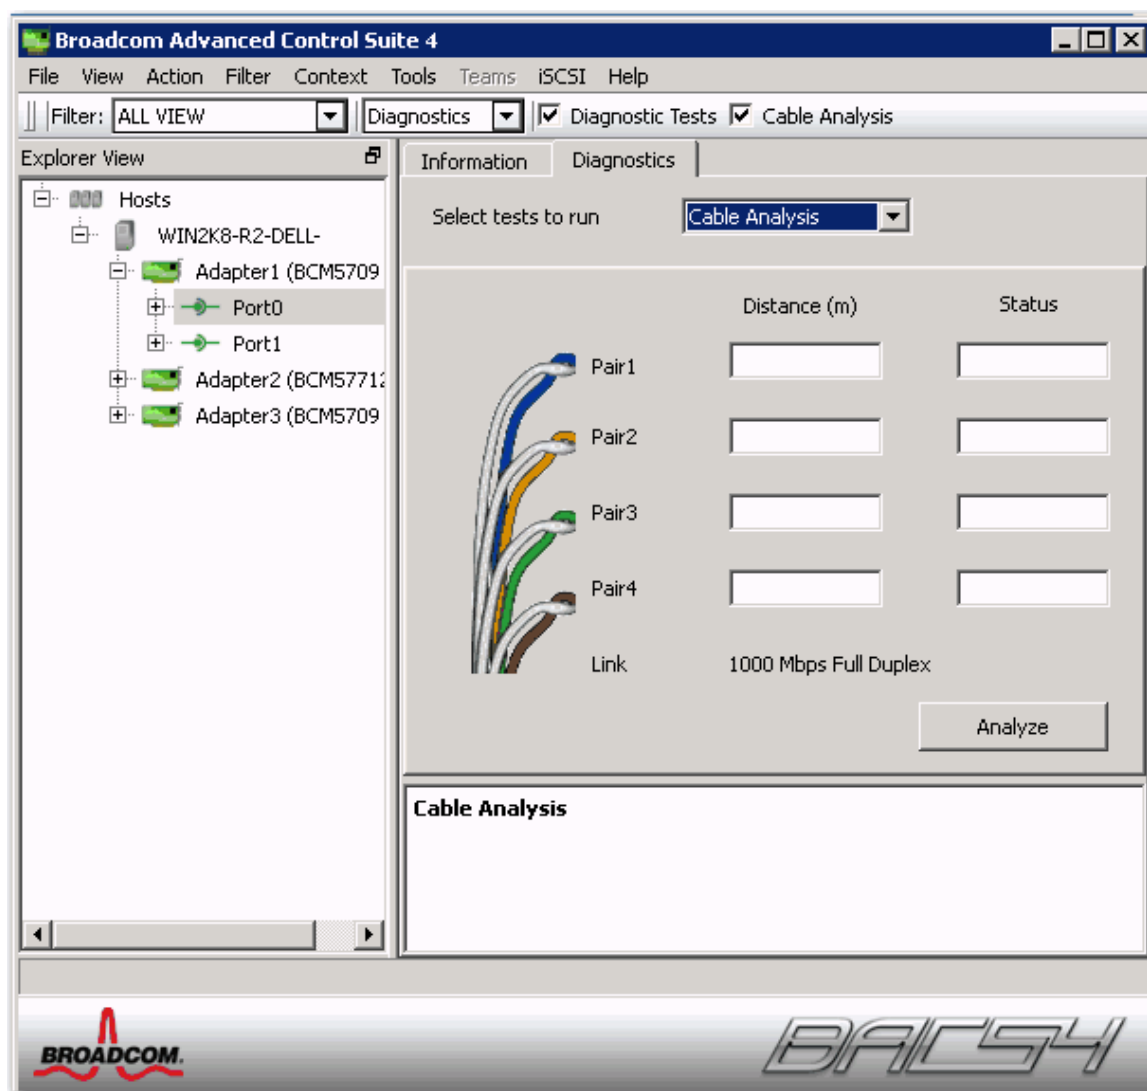 Broadcom Advanced Control Suite 4
File View Action Filter Context Tools Teams iSCSI Help
Filter: ALL VIEW Diagnostics Diagnostic Tests Cable Analysis
Explorer View
Hosts
WIN2K8-R2-DELL-
Adapter1 (BCM5709
Port0
Port1
Adapter2 (BCM57712
Adapter3 (BCM5709
Information Diagnostics
Select tests to run Cable Analysis
Distance (m) Status
Pair1
Pair2
Pair3
Pair4
Link 1000 Mbps Full Duplex
Analyze
Cable Analysis
BROADCOM.
BACS4